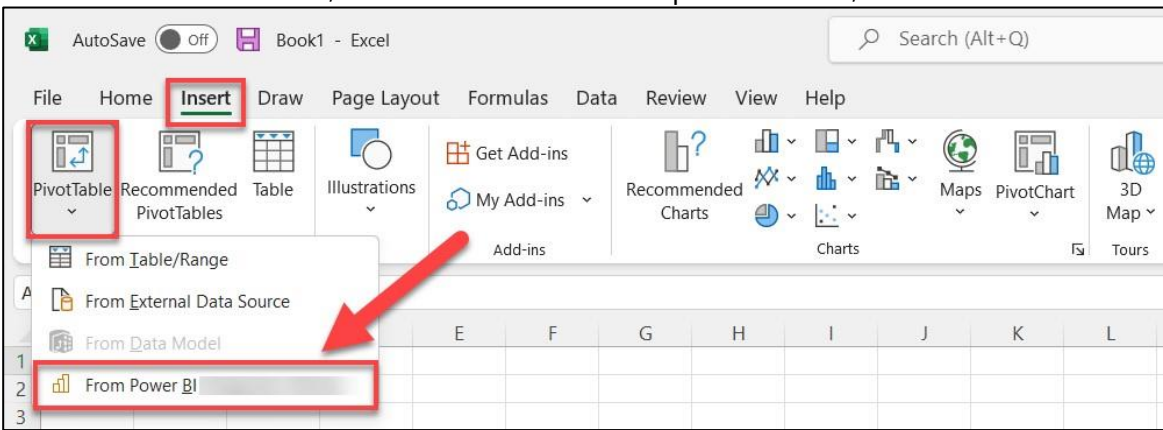 AutoSave Off Book1 - Excel Search (Alt+Q)
File Home Insert Draw Page Layout Formulas Data Review View Help
PivotTable Recommended PivotTables Table Illustrations Get Add-ins My Add-ins Recommended Charts Maps PivotChart 3D Map
Add-ins Charts Tours
From Table/Range
From External Data Source
From Data Model
From Power BI
A
E F G H I J K L
1
2
3